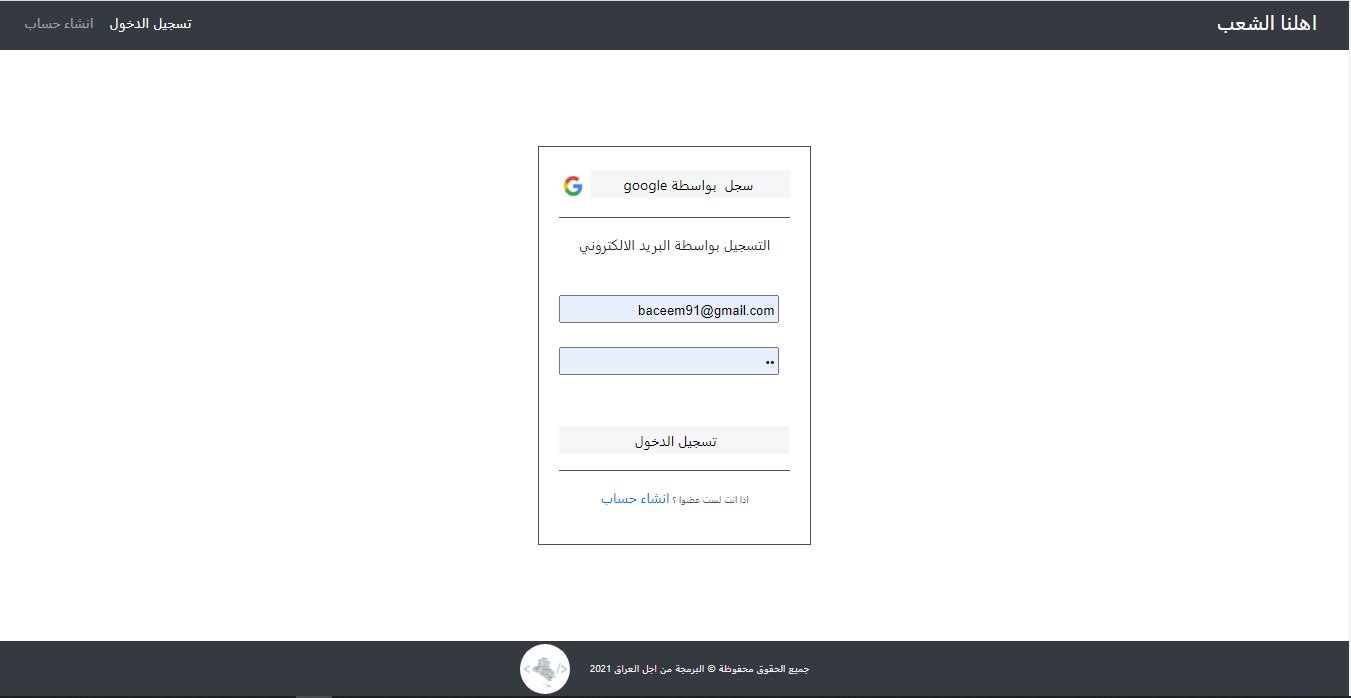 اهلنا الشعب
تسجيل الدخول
انشاء حساب
سجل بواسطة google
التسجيل بواسطة البريد الالكتروني
baceem91@gmail.com
••
تسجيل الدخول
اذا انت لست عضوا ؟ انشاء حساب
جميع الحقوق محفوظة © البرمجة من اجل العراق 2021